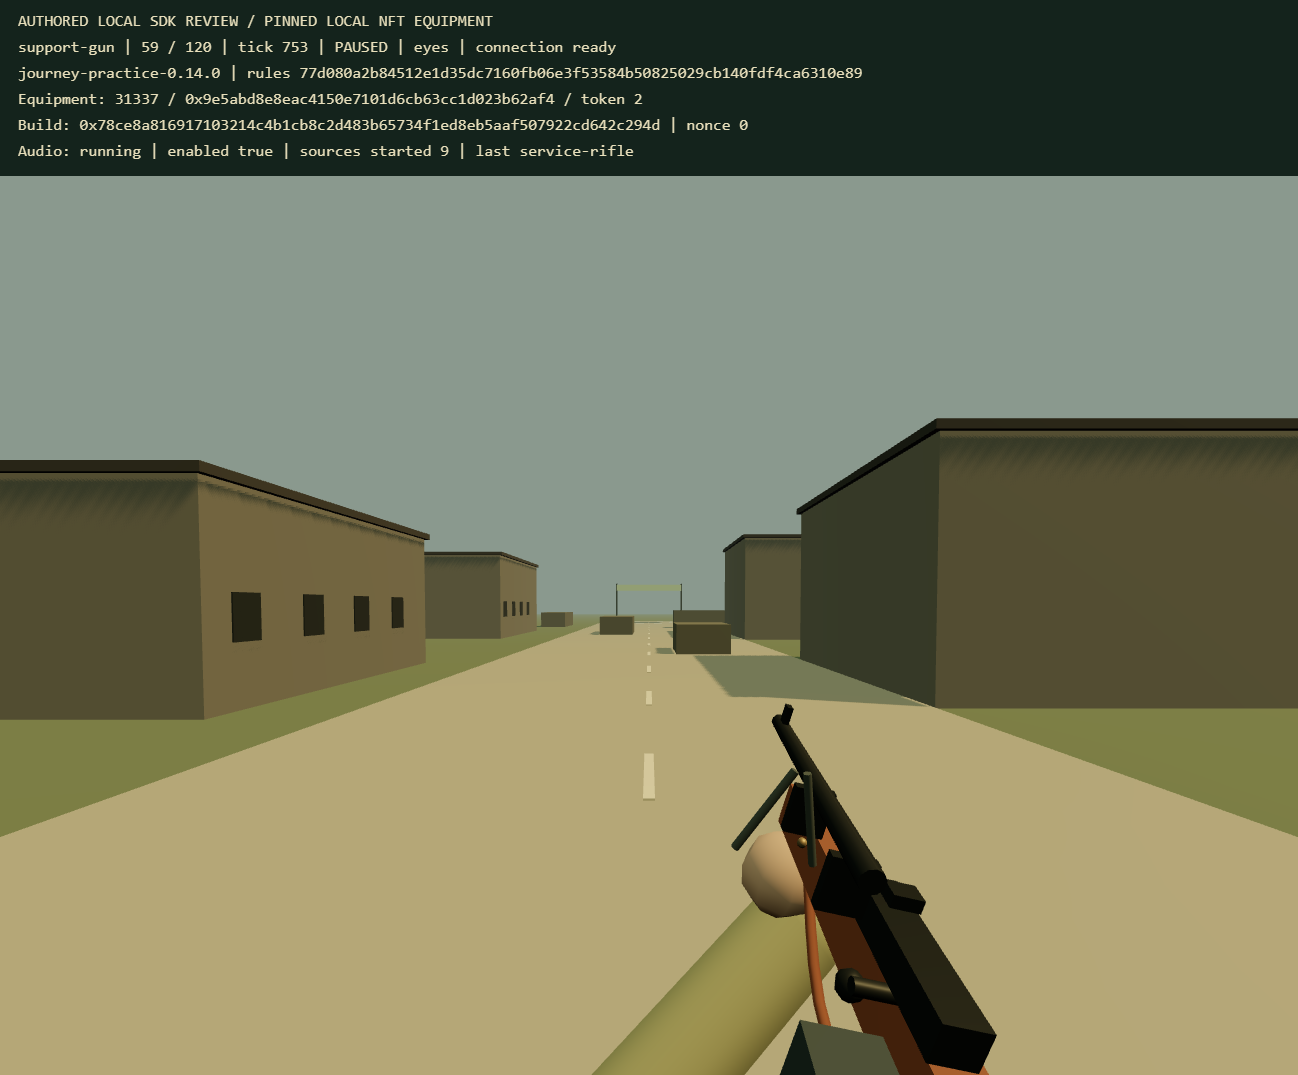 AUTHORED LOCAL SDK REVIEW / PINNED LOCAL NFT EQUIPMENT
support-gun | 59 / 120 | tick 753 | PAUSED | eyes | connection ready
journey-practice-0.14.0 | rules 77d080a2b84512e1d35dc7160fb06e3f53584b50825029cb140fdf4ca6310e89
Equipment: 31337 / 0x9e5abd8e8eac4150e7101d6cb63cc1d023b62af4 / token 2
Build: 0x78ce8a816917103214c4b1cb8c2d483b65734f1ed8eb5aaf507922cd642c294d | nonce 0
Audio: running | enabled true | sources started 9 | last service-rifle